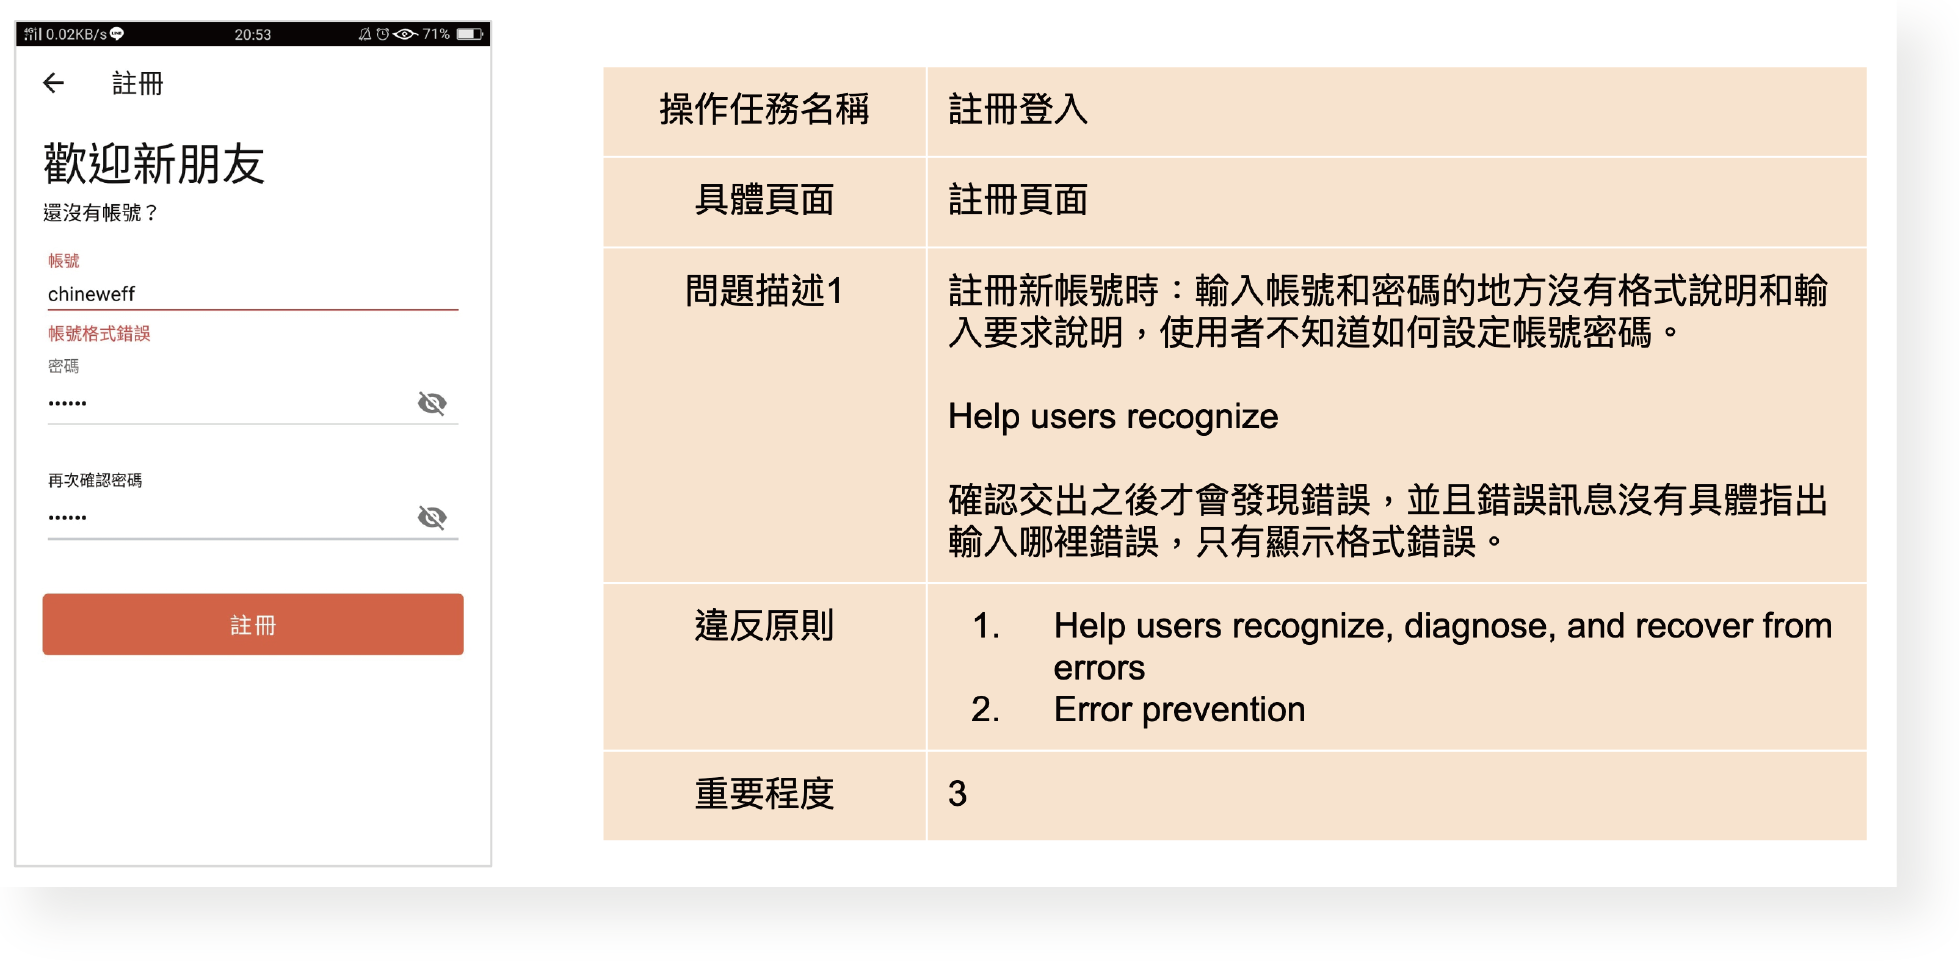 0.02KB/s
20:53
71%
註冊
歡迎新朋友
還沒有帳號？
帳號
chineweff
帳號格式錯誤
密碼
••••••
再次確認密碼
••••••
註冊
操作任務名稱
註冊登入
具體頁面
註冊頁面
問題描述1
註冊新帳號時：輸入帳號和密碼的地方沒有格式說明和輸
入要求說明，使用者不知道如何設定帳號密碼。
Help users recognize
確認交出之後才會發現錯誤，並且錯誤訊息沒有具體指出
輸入哪裡錯誤，只有顯示格式錯誤。
違反原則
1. Help users recognize, diagnose, and recover from
errors
2. Error prevention
重要程度
3